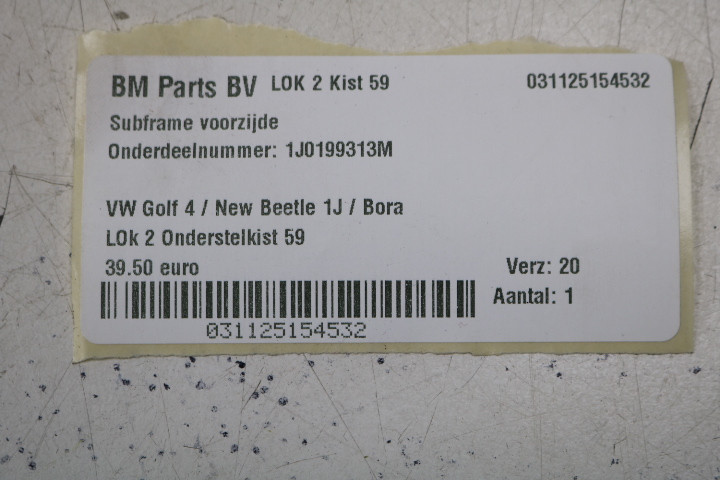 BM Parts BV LOK 2 Kist 59 031125154532
Subframe voorzijde
Onderdeelnummer: 1J0199313M
VW Golf 4 / New Beetle 1J / Bora
LOk 2 Onderstelkist 59
39.50 euro Verz: 20
Aantal: 1
031125154532